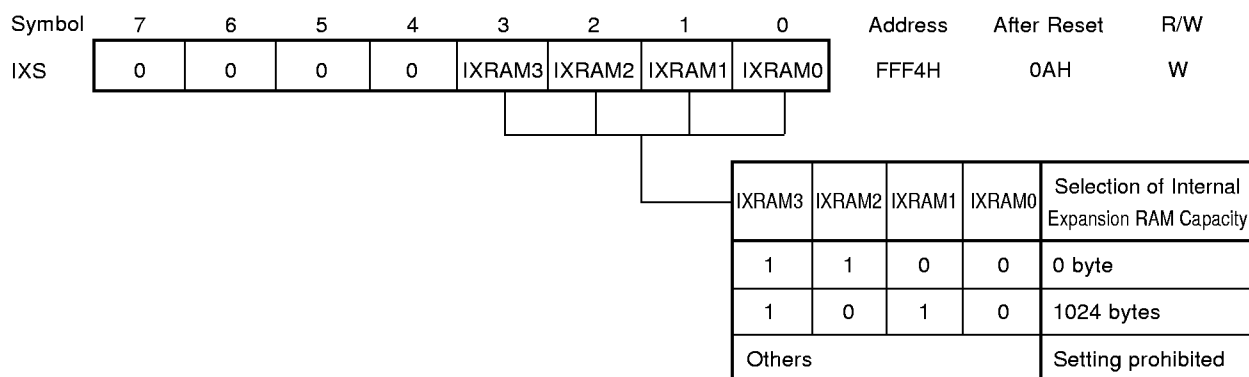 Symbol 7 6 5 4 3 2 1 0 Address After Reset R/W
IXS 0 0 0 0 IXRAM3 IXRAM2 IXRAM1 IXRAM0 FFF4H 0AH W
IXRAM3 IXRAM2 IXRAM1 IXRAM0 Selection of Internal
Expansion RAM Capacity
1 1 0 0 0 byte
1 0 1 0 1024 bytes
Others Setting prohibited